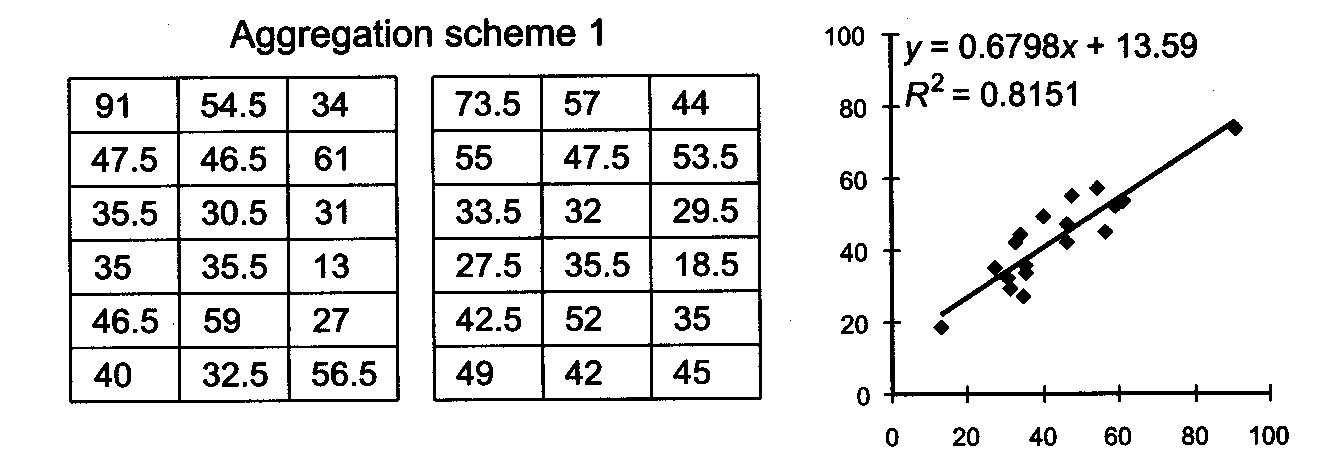 Aggregation scheme 1
91 54.5 34
47.5 46.5 61
35.5 30.5 31
35 35.5 13
46.5 59 27
40 32.5 56.5
73.5 57 44
55 47.5 53.5
33.5 32 29.5
27.5 35.5 18.5
42.5 52 35
49 42 45
y = 0.6798x + 13.59
R² = 0.8151
100
80
60
40
20
0
0 20 40 60 80 100